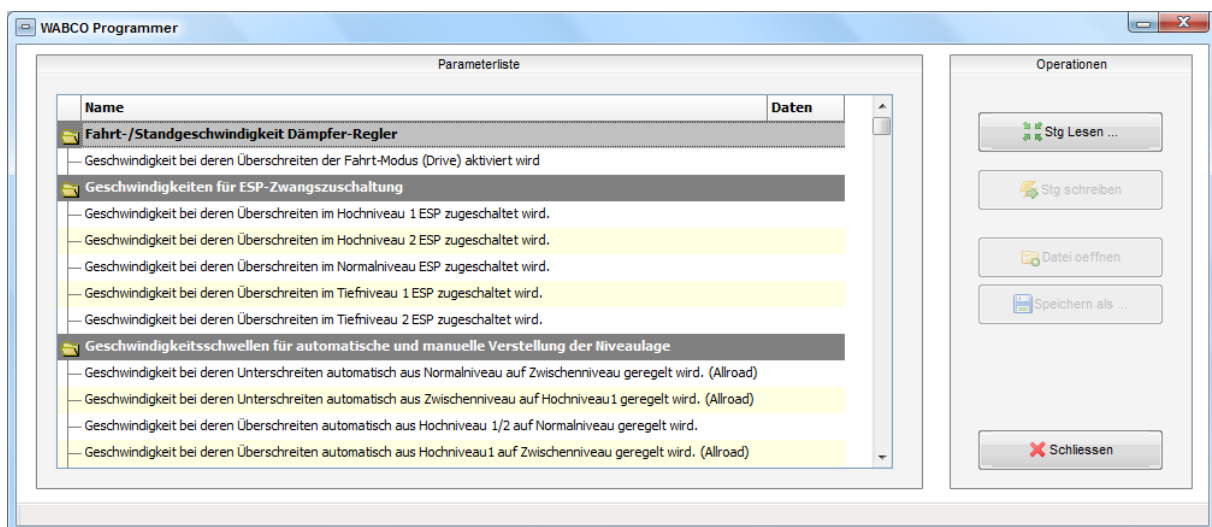 WABCO Programmer
Parameterliste
Name Daten
Fahrt-/Standgeschwindigkeit Dämpfer-Regler
Geschwindigkeit bei deren Überschreiten der Fahrt-Modus (Drive) aktiviert wird
Geschwindigkeiten für ESP-Zwangszuschaltung
Geschwindigkeit bei deren Überschreiten im Hochniveau 1 ESP zugeschaltet wird.
Geschwindigkeit bei deren Überschreiten im Hochniveau 2 ESP zugeschaltet wird.
Geschwindigkeit bei deren Überschreiten im Normalniveau ESP zugeschaltet wird.
Geschwindigkeit bei deren Überschreiten im Tiefniveau 1 ESP zugeschaltet wird.
Geschwindigkeit bei deren Überschreiten im Tiefniveau 2 ESP zugeschaltet wird.
Geschwindigkeitsschwellen für automatische und manuelle Verstellung der Niveaulage
Geschwindigkeit bei deren Unterschreiten automatisch aus Normalniveau auf Zwischenniveau geregelt wird. (Allroad)
Geschwindigkeit bei deren Unterschreiten automatisch aus Zwischenniveau auf Hochniveau1 geregelt wird. (Allroad)
Geschwindigkeit bei deren Überschreiten automatisch aus Hochniveau 1/2 auf Normalniveau geregelt wird.
Geschwindigkeit bei deren Überschreiten automatisch aus Hochniveau1 auf Zwischenniveau geregelt wird. (Allroad)
Operationen
Stg Lesen ...
Stg schreiben
Datei oeffnen
Speichern als ...
Schliessen